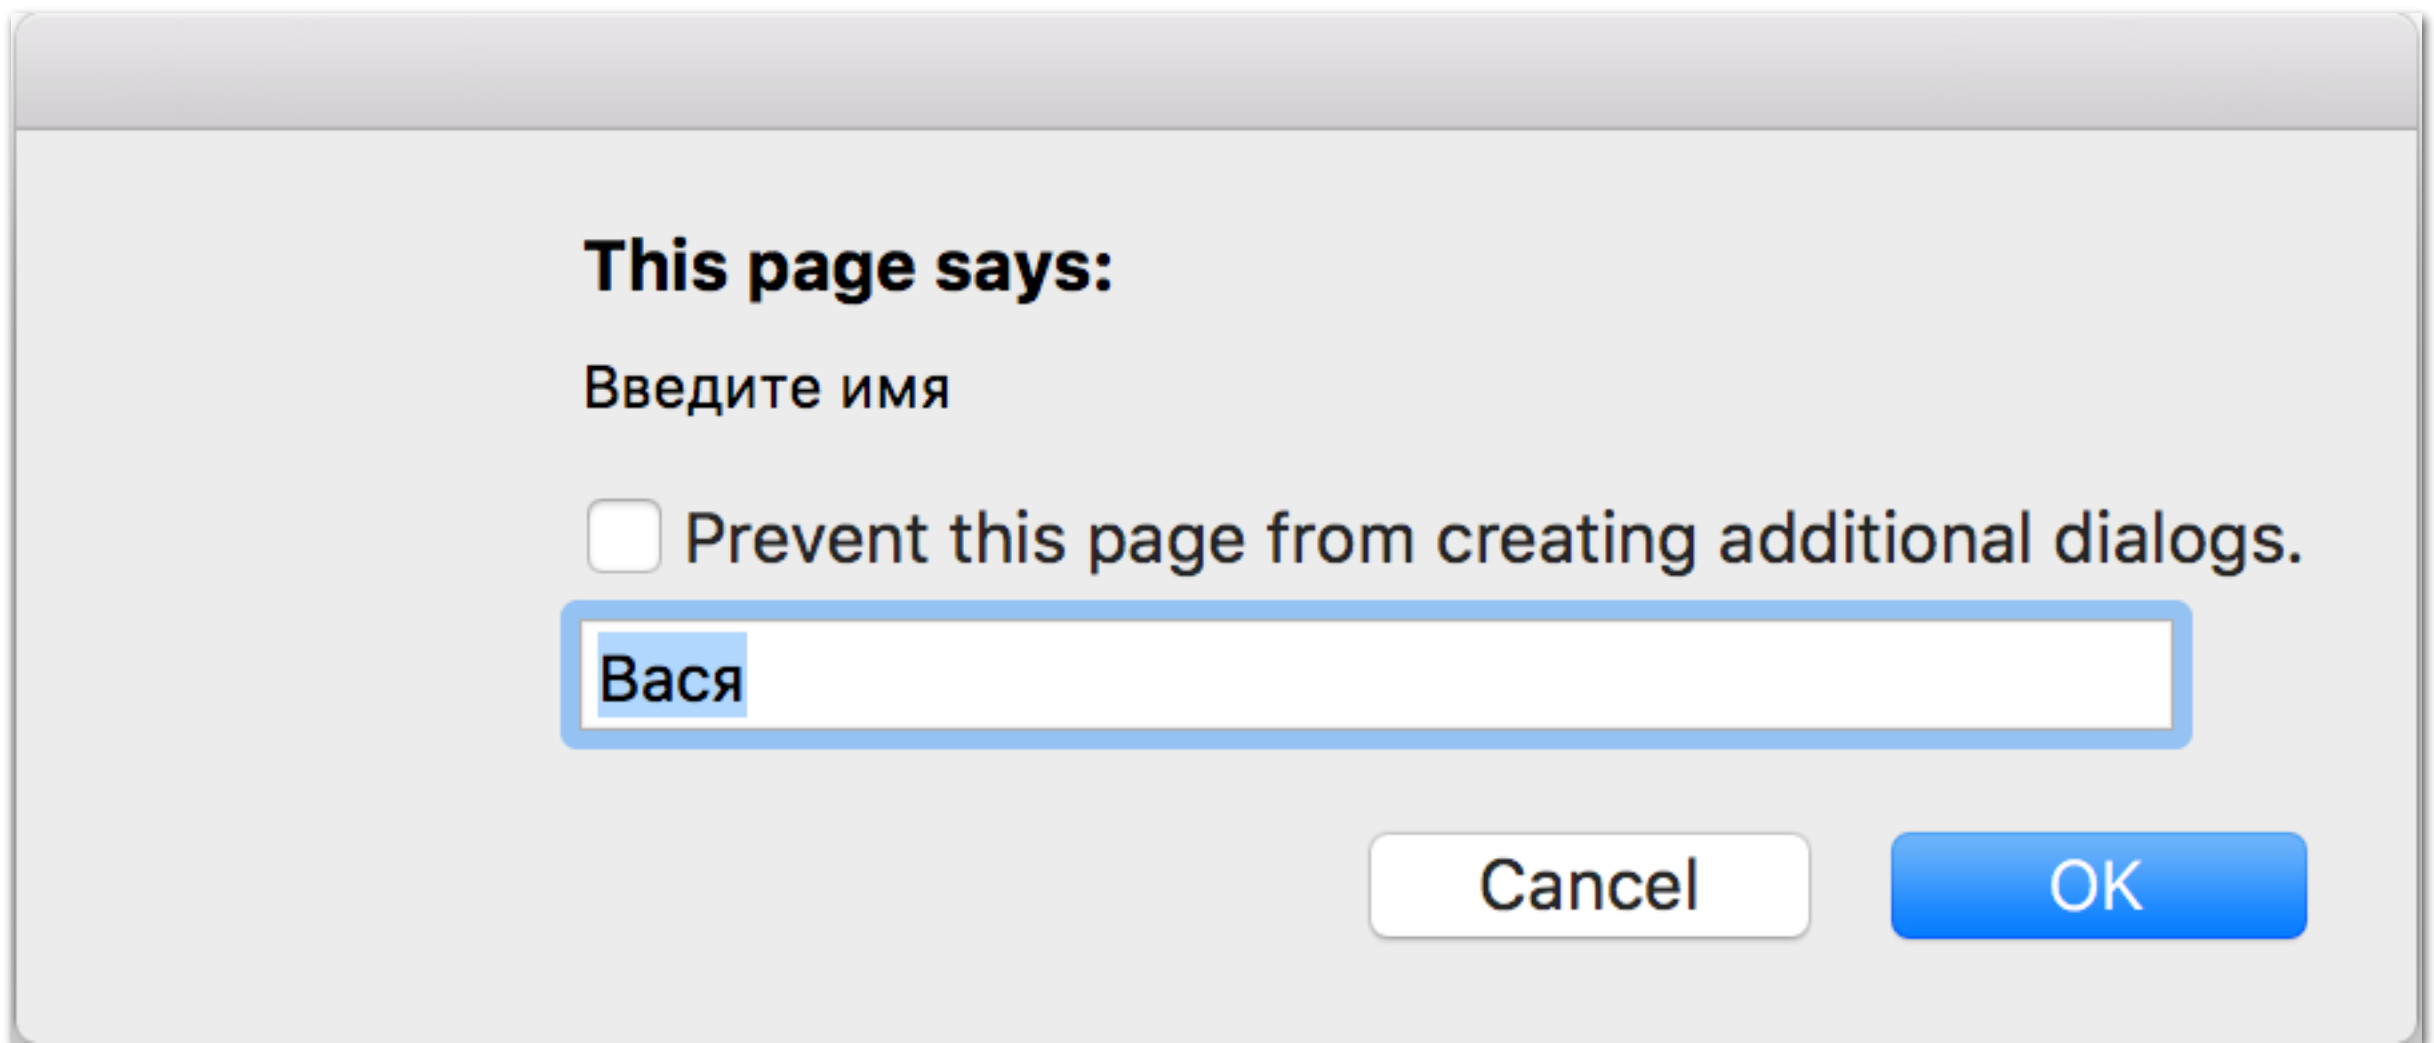 This page says:
Введите имя
Prevent this page from creating additional dialogs.
Вася
Cancel
OK